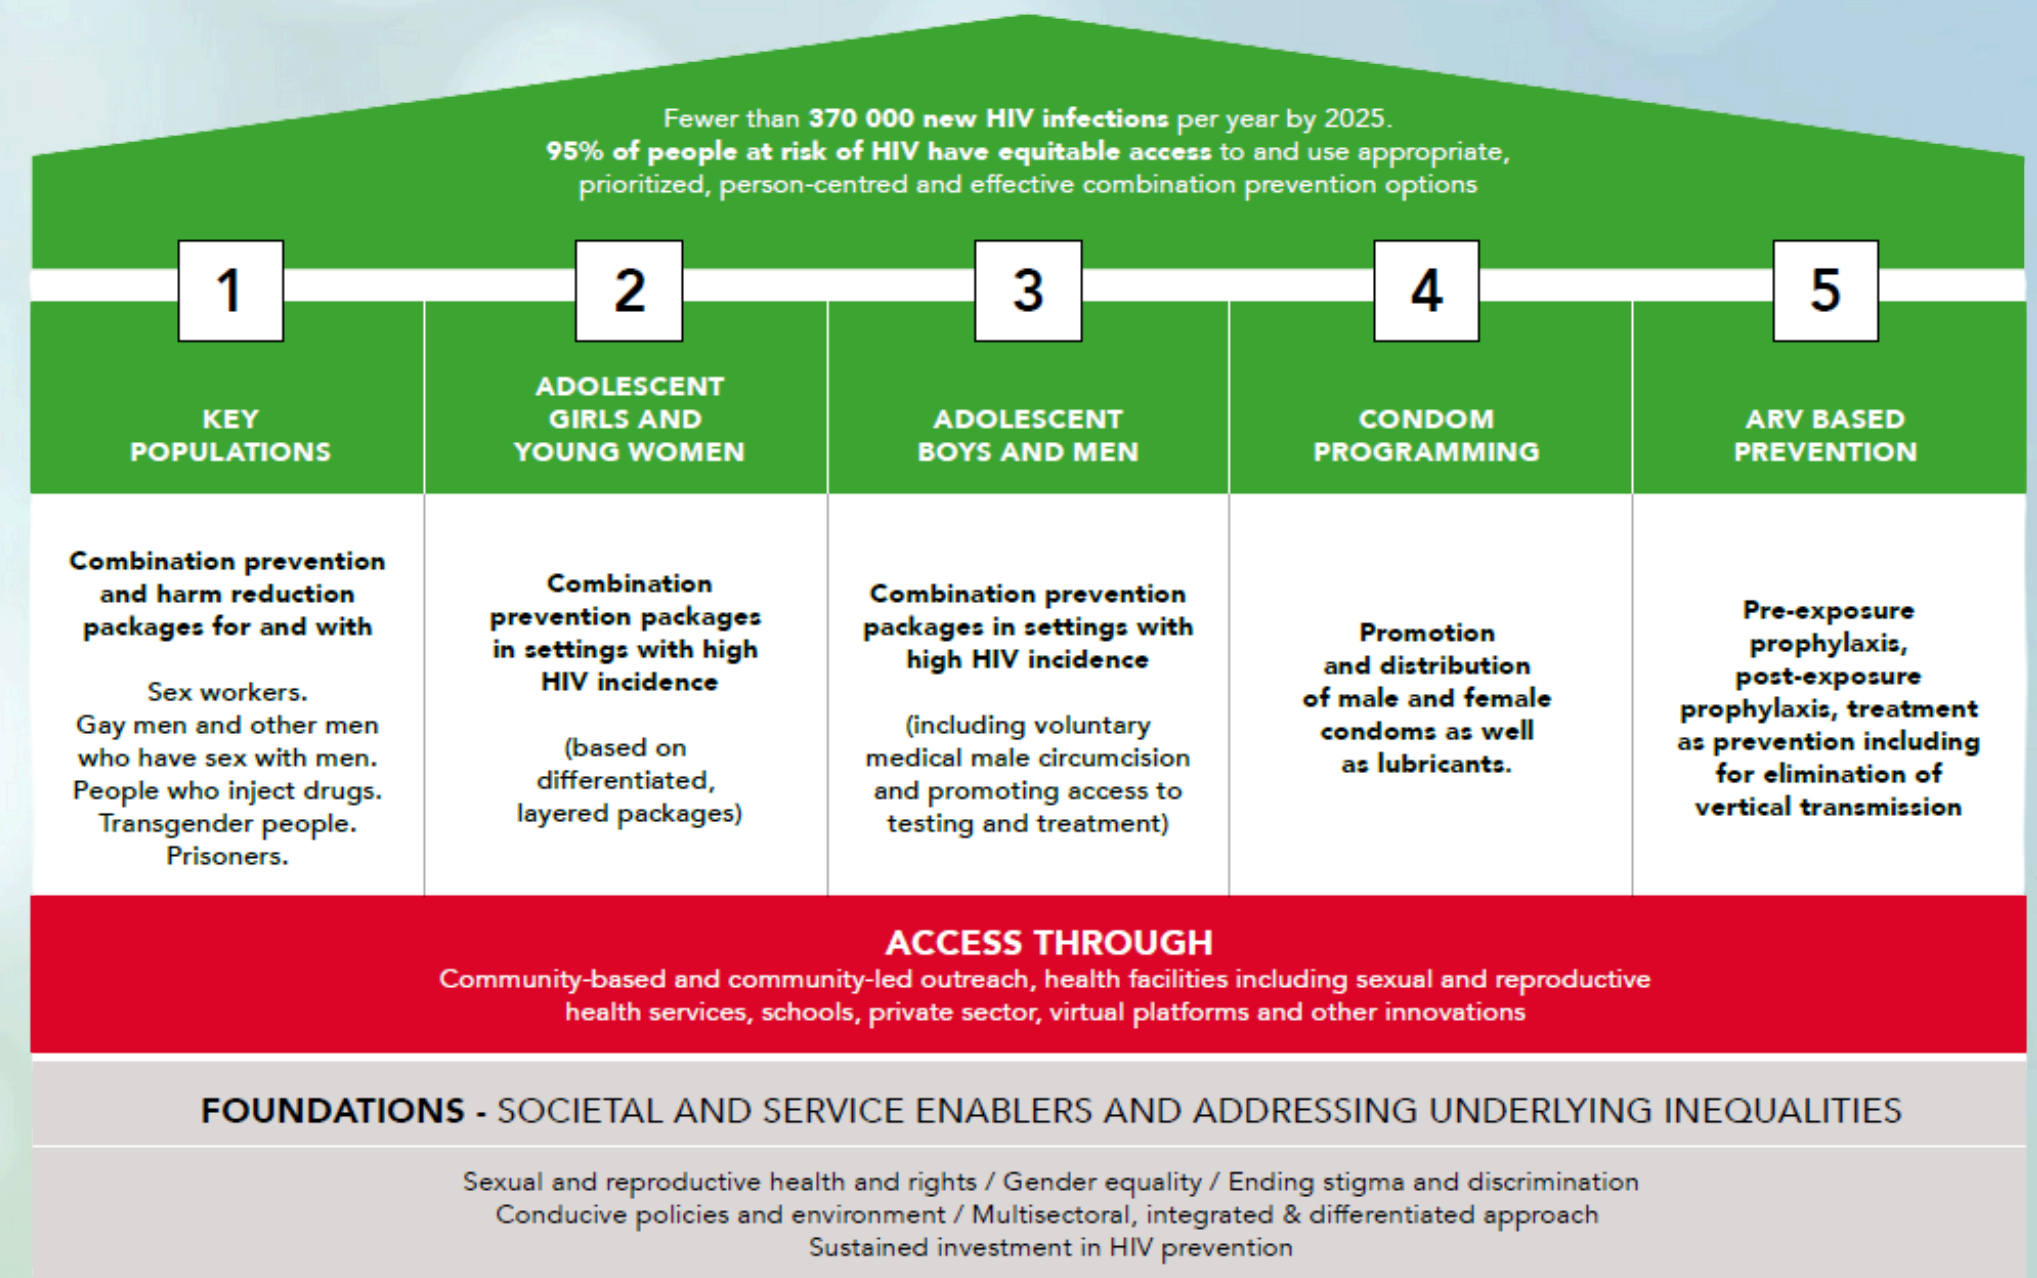 Fewer than 370 000 new HIV infections per year by 2025.
95% of people at risk of HIV have equitable access to and use appropriate,
prioritized, person-centred and effective combination prevention options
1
KEY
POPULATIONS
Combination prevention
and harm reduction
packages for and with
Sex workers.
Gay men and other men
who have sex with men.
People who inject drugs.
Transgender people.
Prisoners.
2
ADOLESCENT
GIRLS AND
YOUNG WOMEN
Combination
prevention packages
in settings with high
HIV incidence
(based on
differentiated,
layered packages)
3
ADOLESCENT
BOYS AND MEN
Combination prevention
packages in settings with
high HIV incidence
(including voluntary
medical male circumcision
and promoting access to
testing and treatment)
4
CONDOM
PROGRAMMING
Promotion
and distribution
of male and female
condoms as well
as lubricants.
5
ARV BASED
PREVENTION
Pre-exposure
prophylaxis,
post-exposure
prophylaxis, treatment
as prevention including
for elimination of
vertical transmission
ACCESS THROUGH
Community-based and community-led outreach, health facilities including sexual and reproductive
health services, schools, private sector, virtual platforms and other innovations
FOUNDATIONS - SOCIETAL AND SERVICE ENABLERS AND ADDRESSING UNDERLYING INEQUALITIES
Sexual and reproductive health and rights / Gender equality / Ending stigma and discrimination
Conducive policies and environment / Multisectoral, integrated & differentiated approach
Sustained investment in HIV prevention